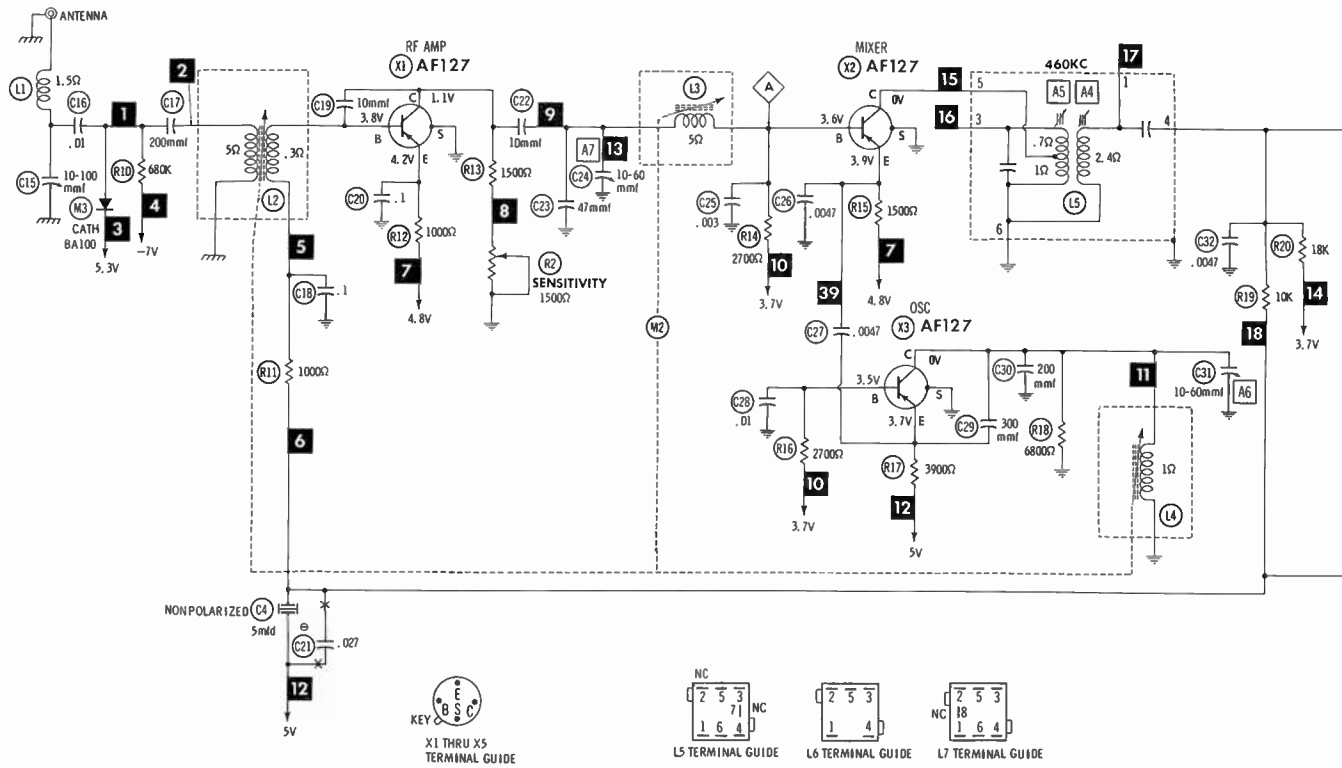 ANTENNA
L1
1.5Ω
C16
.01
1
2
C17
200mmf
C15
10-100
mmf
M3
CATH
BA100
3
5.3V
R10
680K
4
-7V
5Ω
.3Ω
L2
5
C18
.1
R11
1000Ω
6
RF AMP
X1 AF127
C19
10mmf
3.8V
B
C
1.1V
S
E
4.2V
C20
.1
R12
1000Ω
7
4.8V
R13
1500Ω
8
R2
SENSITIVITY
1500Ω
C22
10mmf
9
C23
47mmf
A7
13
C24
10-60
mmf
L3
5Ω
M2
A
C25
.003
R14
2700Ω
10
3.7V
MIXER
X2 AF127
3.6V
B
C
0V
S
E
3.9V
C26
.0047
R15
1500Ω
7
4.8V
39
C27
.0047
OSC
X3 AF127
C
0V
3.5V
B
S
3.7V
E
C28
.01
R16
2700Ω
10
3.7V
R17
3900Ω
12
5V
C29
300
mmf
C30
200
mmf
R18
6800Ω
11
C31
10-60mmf
A6
1Ω
L4
15
16
460KC
17
5
3
A5
A4
1
4
.7Ω
1Ω
2.4Ω
L5
6
C32
.0047
R20
18K
R19
10K
14
3.7V
18
NONPOLARIZED
C4
5mfd
⊖
C21
.027
12
5V
E
B S C
KEY
X1 THRU X5
TERMINAL GUIDE
NC
2 5 3
7
NC
1 6 4
L5 TERMINAL GUIDE
2 5 3
1 4
L6 TERMINAL GUIDE
2 5 3
NC
8
1 6 4
L7 TERMINAL GUIDE